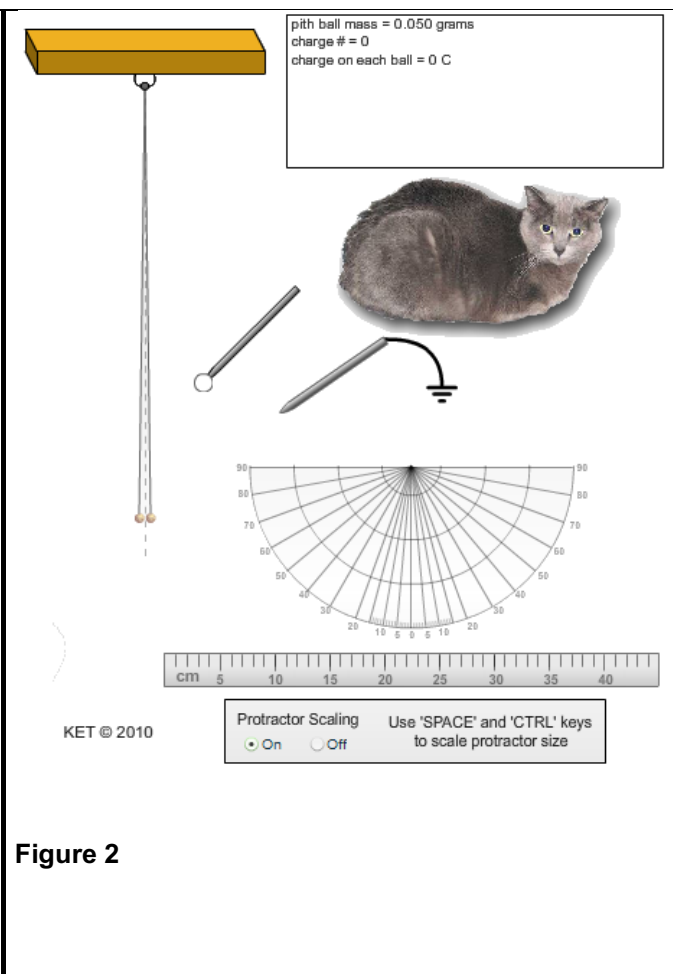 pith ball mass = 0.050 grams
charge # = 0
charge on each ball = 0 C
90 90
80 80
70 70
60 60
50 50
40 40
30 30
20 10 5 0 5 10 20
cm 5 10 15 20 25 30 35 40
KET © 2010
Protractor Scaling
On Off
Use 'SPACE' and 'CTRL' keys
to scale protractor size
Figure 2